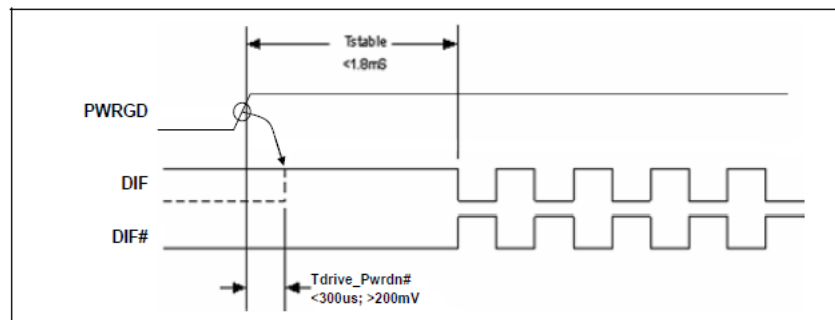 Tstable
<1.8mS
PWRGD
DIF
DIF#
Tdrive_Pwrdn#
<300us; >200mV